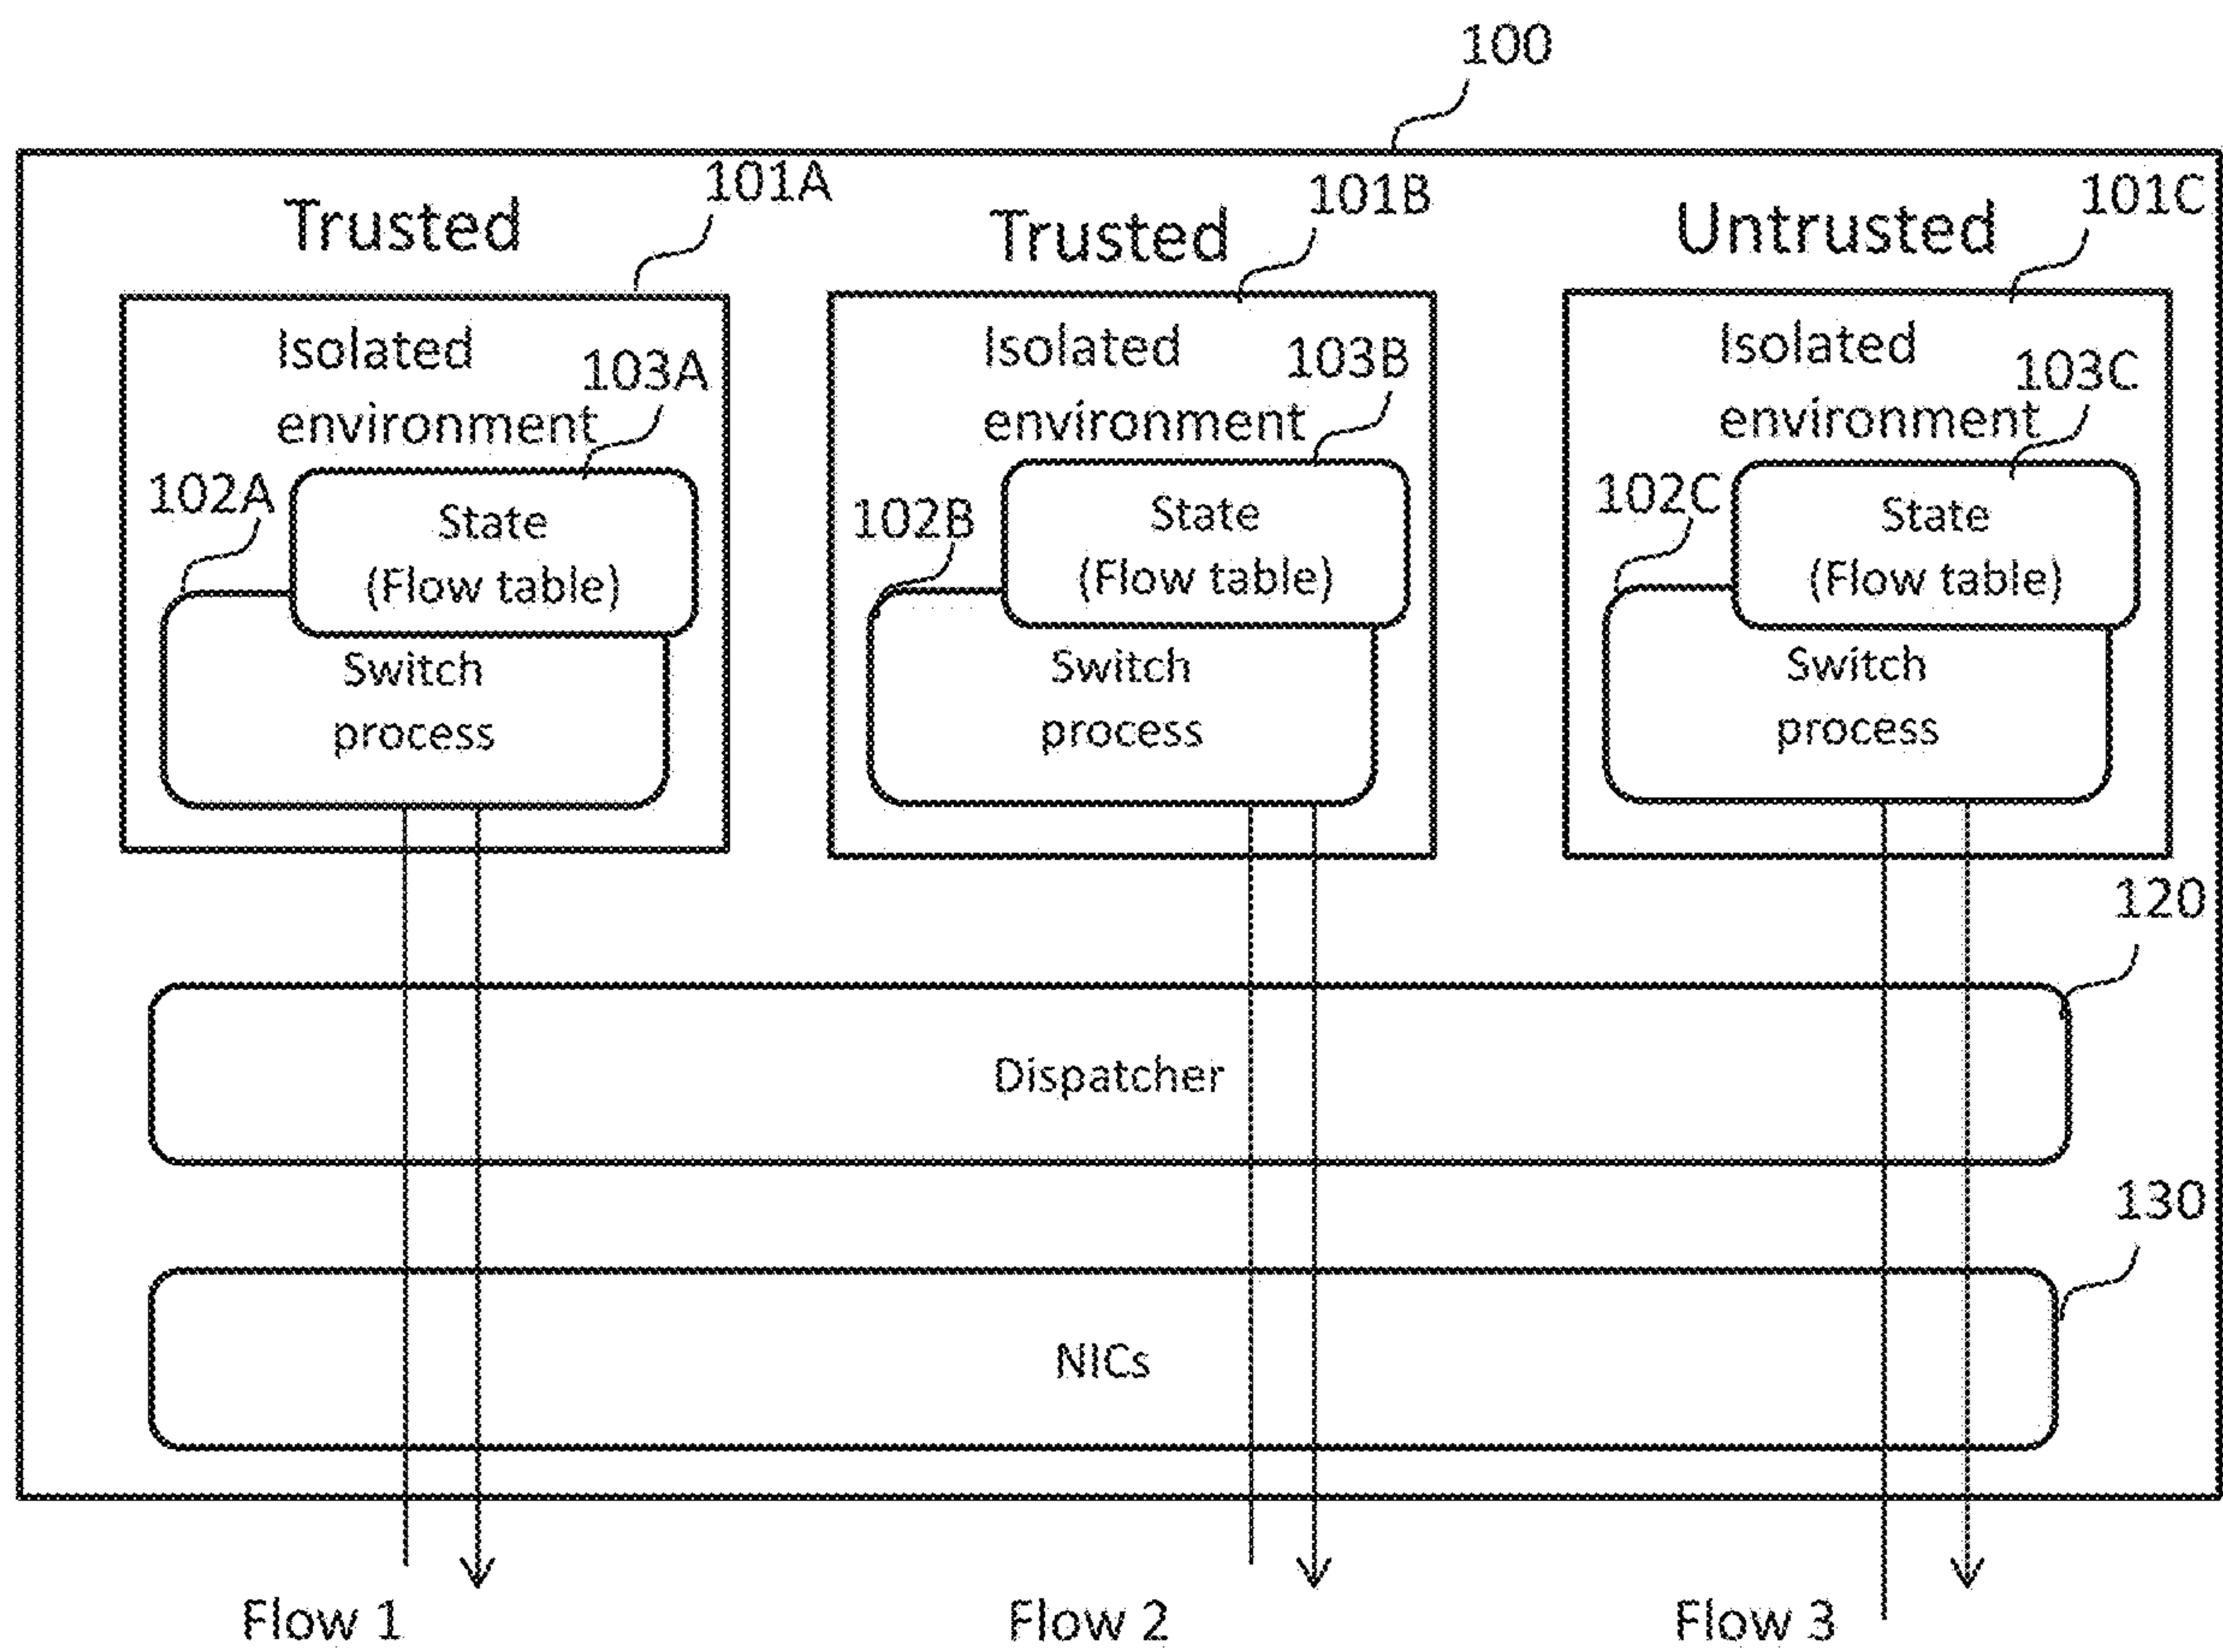 100
Trusted
101A
Trusted
101B
Untrusted
101C
Isolated
environment
103A
102A
State
(Flow table)
Switch
process
Isolated
environment
103B
102B
State
(Flow table)
Switch
process
Isolated
environment
103C
102C
State
(Flow table)
Switch
process
120
Dispatcher
130
NICs
Flow 1
Flow 2
Flow 3